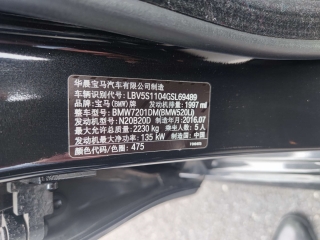 华晨宝马汽车有限公司制造
车辆识别代号: LBV5S1104GSL69489
品牌: 宝马(BMW)牌 发动机排量: 1997 ml
整车型号: BMW7201DM(BMW520LI)
发动机型号: N20B20D 制造年月: 2016.07
最大允许总质量: 2230 kg 乘坐人数: 5 人
发动机最大净功率: 135 kW 制造国: 中国
颜色代码/色号: 475